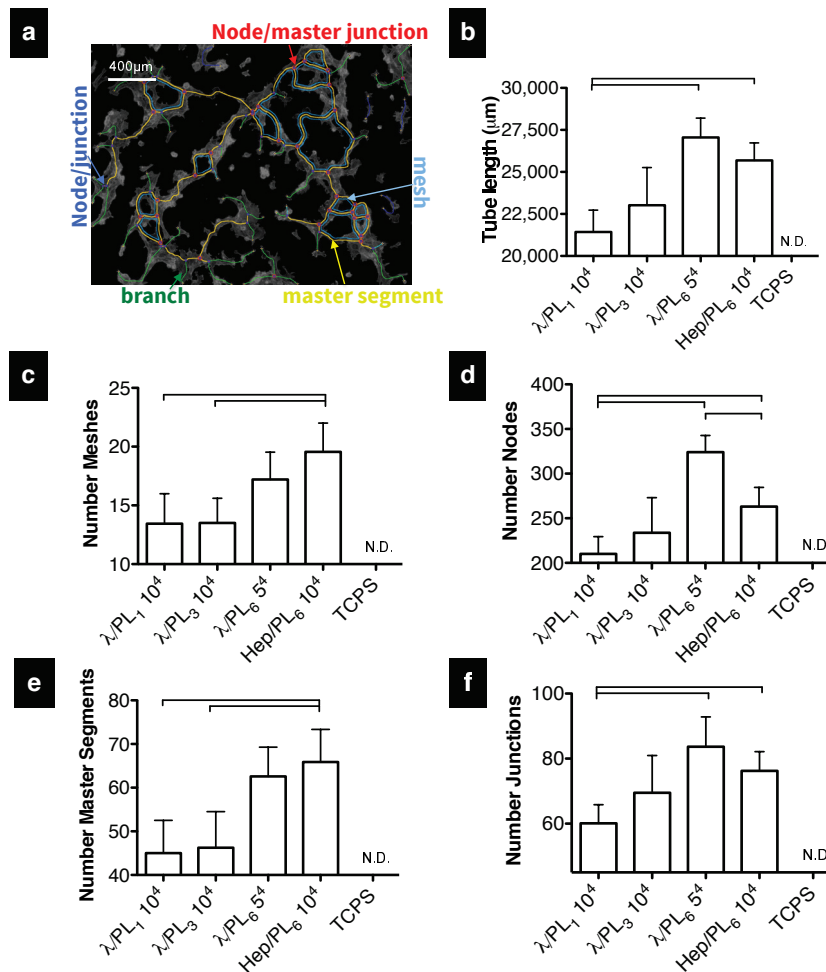 a
Node/master junction
400µm
Node/junction
mesh
branch
master segment
b
Tube length (µm)
30,000
27,500
25,000
22,500
20,000
N.D.
λ/PL₁ 10⁴
λ/PL₃ 10⁴
λ/PL₆ 5⁴
Hep/PL₆ 10⁴
TCPS
c
Number Meshes
25
20
15
10
N.D.
λ/PL₁ 10⁴
λ/PL₃ 10⁴
λ/PL₆ 5⁴
Hep/PL₆ 10⁴
TCPS
d
Number Nodes
400
350
300
250
200
N.D
λ/PL₁ 10⁴
λ/PL₃ 10⁴
λ/PL₆ 5⁴
Hep/PL₆ 10⁴
TCPS
e
Number Master Segments
80
70
60
50
40
N.D.
λ/PL₁ 10⁴
λ/PL₃ 10⁴
λ/PL₆ 5⁴
Hep/PL₆ 10⁴
TCPS
f
Number Junctions
100
80
60
N.D
λ/PL₁ 10⁴
λ/PL₃ 10⁴
λ/PL₆ 5⁴
Hep/PL₆ 10⁴
TCPS